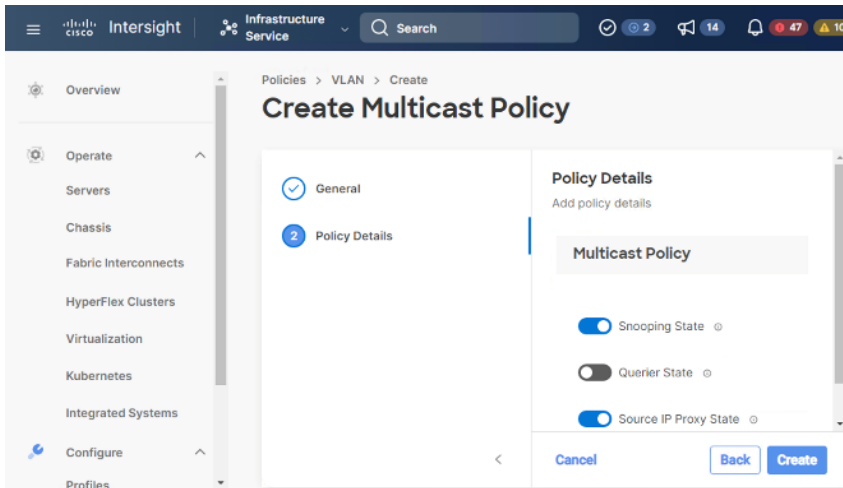 cisco Intersight
Infrastructure
Service
Search
2
14
47
10
Overview
Operate
Servers
Chassis
Fabric Interconnects
HyperFlex Clusters
Virtualization
Kubernetes
Integrated Systems
Configure
Profiles
Policies > VLAN > Create
Create Multicast Policy
General
2 Policy Details
Policy Details
Add policy details
Multicast Policy
Snooping State
Querier State
Source IP Proxy State
<
Cancel
Back
Create